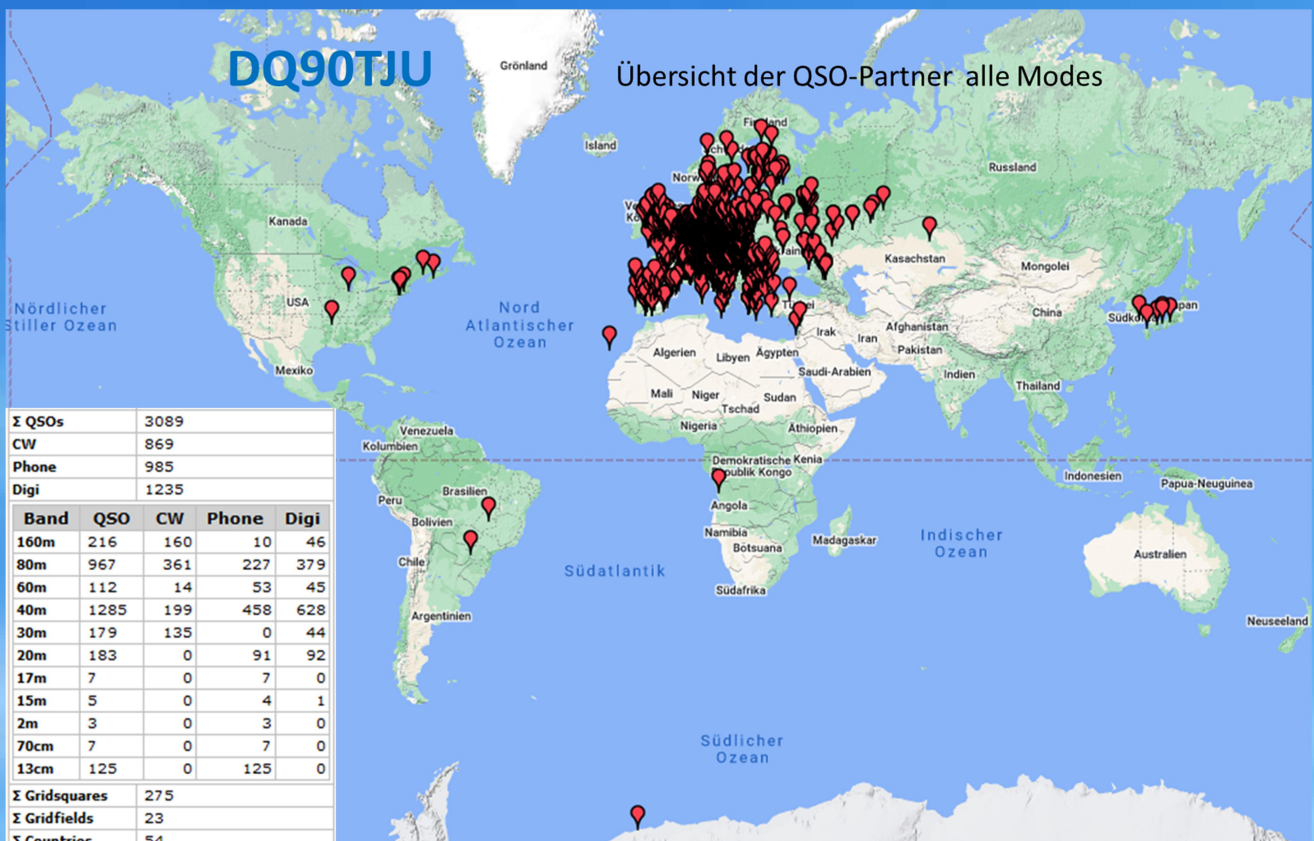 DQ90TJU
Übersicht der QSO-Partner alle Modes
Grönland
Island
Russland
Kanada
Kasachstan
Mongolei
USA
China
Nördlicher
Stiller Ozean
Nord
Atlantischer
Ozean
Irak
Iran
Afghanistan
Pakistan
Algerien
Libyen
Ägypten
Saudi-Arabien
Indien
Mexiko
Thailand
Mali
Niger
Sudan
Tschad
Nigeria
Äthiopien
Venezuela
Kolumbien
Demokratische
Kenia
Indonesien
Papua-Neuguinea
Peru
Brasilien
Angola
Bolivien
Namibia
Botsuana
Madagaskar
Indischer
Ozean
Australien
Chile
Südatlantik
Südafrika
Argentinien
Neuseeland
Südlicher
Ozean
Σ QSOs 3089
CW 869
Phone 985
Digi 1235
Band QSO CW Phone Digi
160m 216 160 10 46
80m 967 361 227 379
60m 112 14 53 45
40m 1285 199 458 628
30m 179 135 0 44
20m 183 0 91 92
17m 7 0 7 0
15m 5 0 4 1
2m 3 0 3 0
70cm 7 0 7 0
13cm 125 0 125 0
Σ Gridsquares 275
Σ Gridfields 23
Σ Countries 54